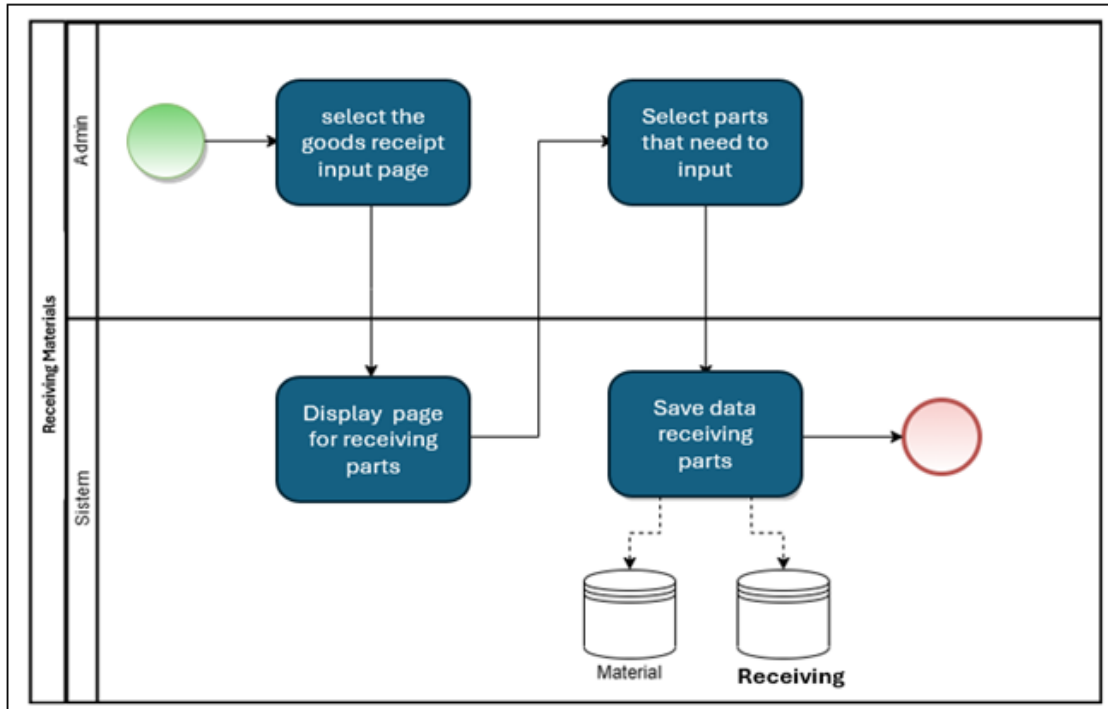 Receiving Materials
Admin
select the
goods receipt
input page
Select parts
that need to
input
Sistem
Display page
for receiving
parts
Save data
receiving
parts
Material
Receiving